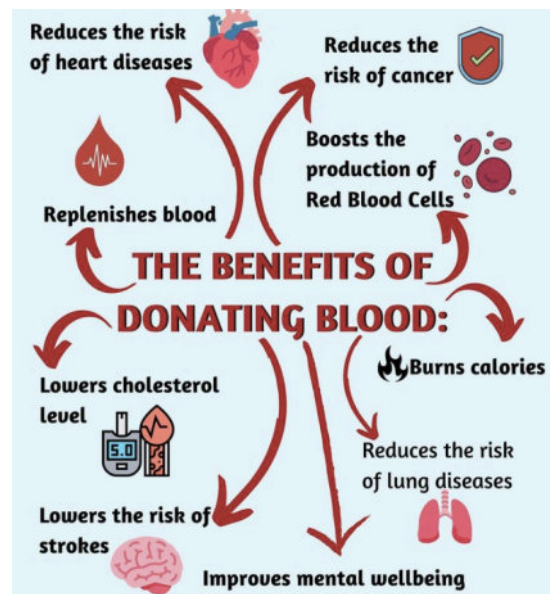 Reduces the risk
of heart diseases
Reduces the
risk of cancer
Boosts the
production of
Red Blood Cells
Replenishes blood
THE BENEFITS OF
DONATING BLOOD:
Burns calories
Lowers cholesterol
level
5.0
Reduces the risk
of lung diseases
Lowers the risk of
strokes
Improves mental wellbeing